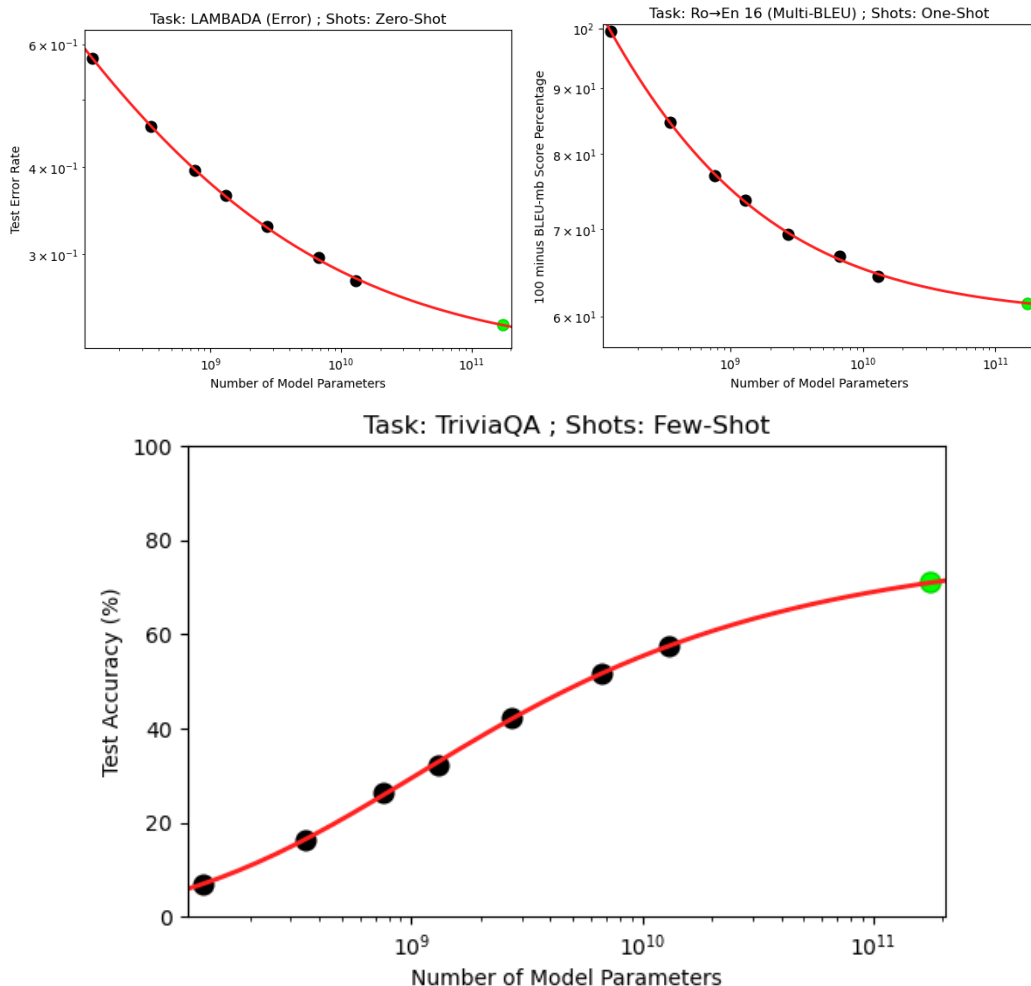 Task: LAMBADA (Error) ; Shots: Zero-Shot
6 × 10⁻¹
4 × 10⁻¹
3 × 10⁻¹
Test Error Rate
10⁹ 10¹⁰ 10¹¹
Number of Model Parameters
Task: Ro→En 16 (Multi-BLEU) ; Shots: One-Shot
10²
9 × 10¹
8 × 10¹
7 × 10¹
6 × 10¹
100 minus BLEU-mb Score Percentage
10⁹ 10¹⁰ 10¹¹
Number of Model Parameters
Task: TriviaQA ; Shots: Few-Shot
100
80
60
40
20
0
Test Accuracy (%)
10⁹ 10¹⁰ 10¹¹
Number of Model Parameters